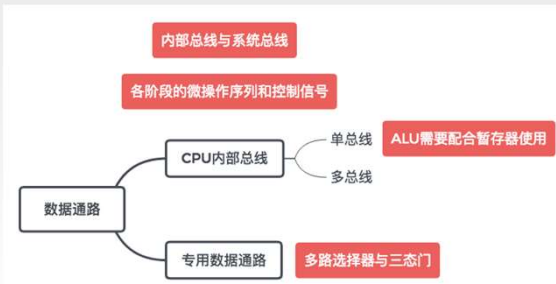 内部总线与系统总线
各阶段的微操作序列和控制信号
单总线
ALU需要配合暂存器使用
CPU内部总线
多总线
数据通路
专用数据通路
多路选择器与三态门